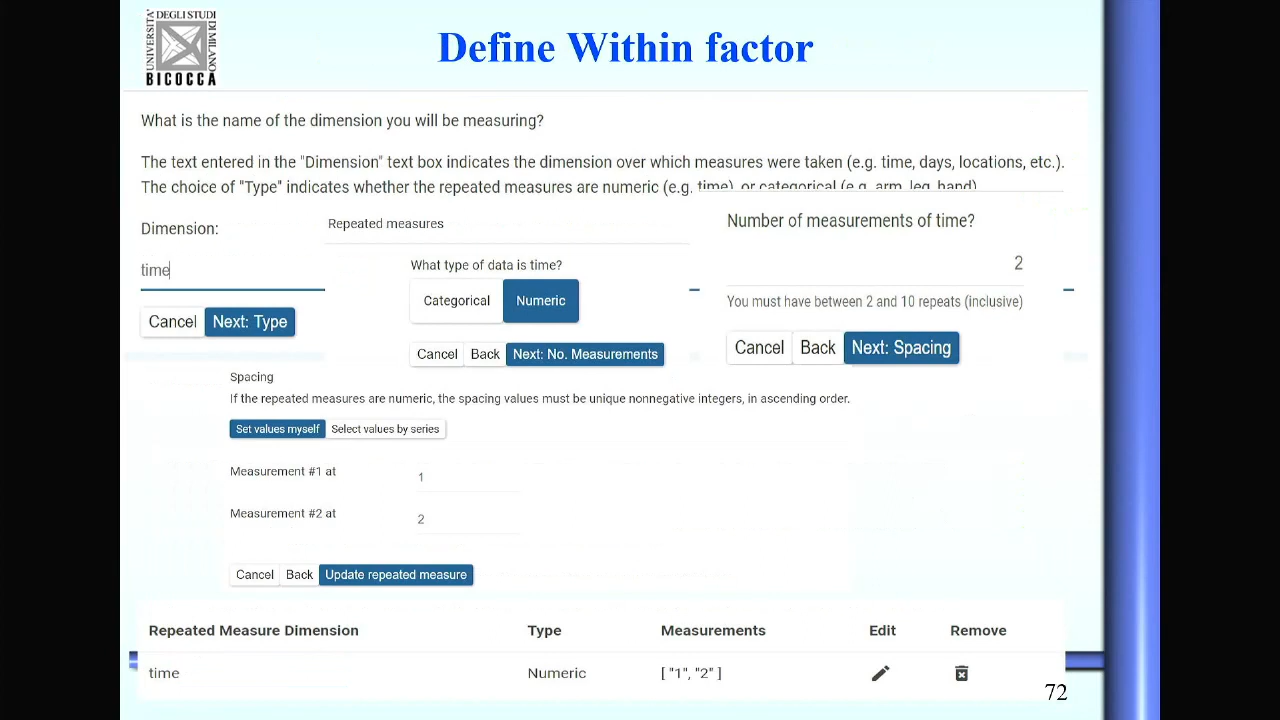 UNIVERSITA' DEGLI STUDI DI MILANO
BICOCCA
Define Within factor
What is the name of the dimension you will be measuring?
The text entered in the "Dimension" text box indicates the dimension over which measures were taken (e.g. time, days, locations, etc.).
The choice of "Type" indicates whether the repeated measures are numeric (e.g. time), or categorical (e.g. arm, leg, hand)
Dimension:
time
Cancel Next: Type
Repeated measures
What type of data is time?
Categorical Numeric
Cancel Back Next: No. Measurements
Number of measurements of time?
2
You must have between 2 and 10 repeats (inclusive)
Cancel Back Next: Spacing
Spacing
If the repeated measures are numeric, the spacing values must be unique nonnegative integers, in ascending order.
Set values myself Select values by series
Measurement #1 at 1
Measurement #2 at 2
Cancel Back Update repeated measure
Repeated Measure Dimension Type Measurements Edit Remove
time Numeric [ "1", "2" ]
72